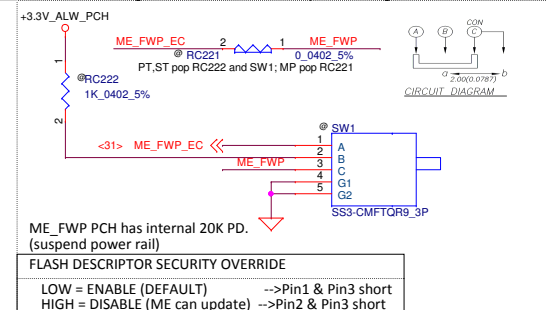 +3.3V_ALW_PCH
ME_FWP_EC 2 1 ME_FWP
@RC221 0_0402_5%
PT,ST pop RC222 and SW1; MP pop RC221
1
@RC222
1K_0402_5%
2
CON
A B C
a b
2.00(0.0787)
CIRCUIT DIAGRAM
@ SW1
<31> ME_FWP_EC 1 A
2 B
ME_FWP 3 C
4 G1
5 G2
SS3-CMFTQR9_3P
ME_FWP PCH has internal 20K PD.
(suspend power rail)
FLASH DESCRIPTOR SECURITY OVERRIDE
LOW = ENABLE (DEFAULT) -->Pin1 & Pin3 short
HIGH = DISABLE (ME can update) -->Pin2 & Pin3 short